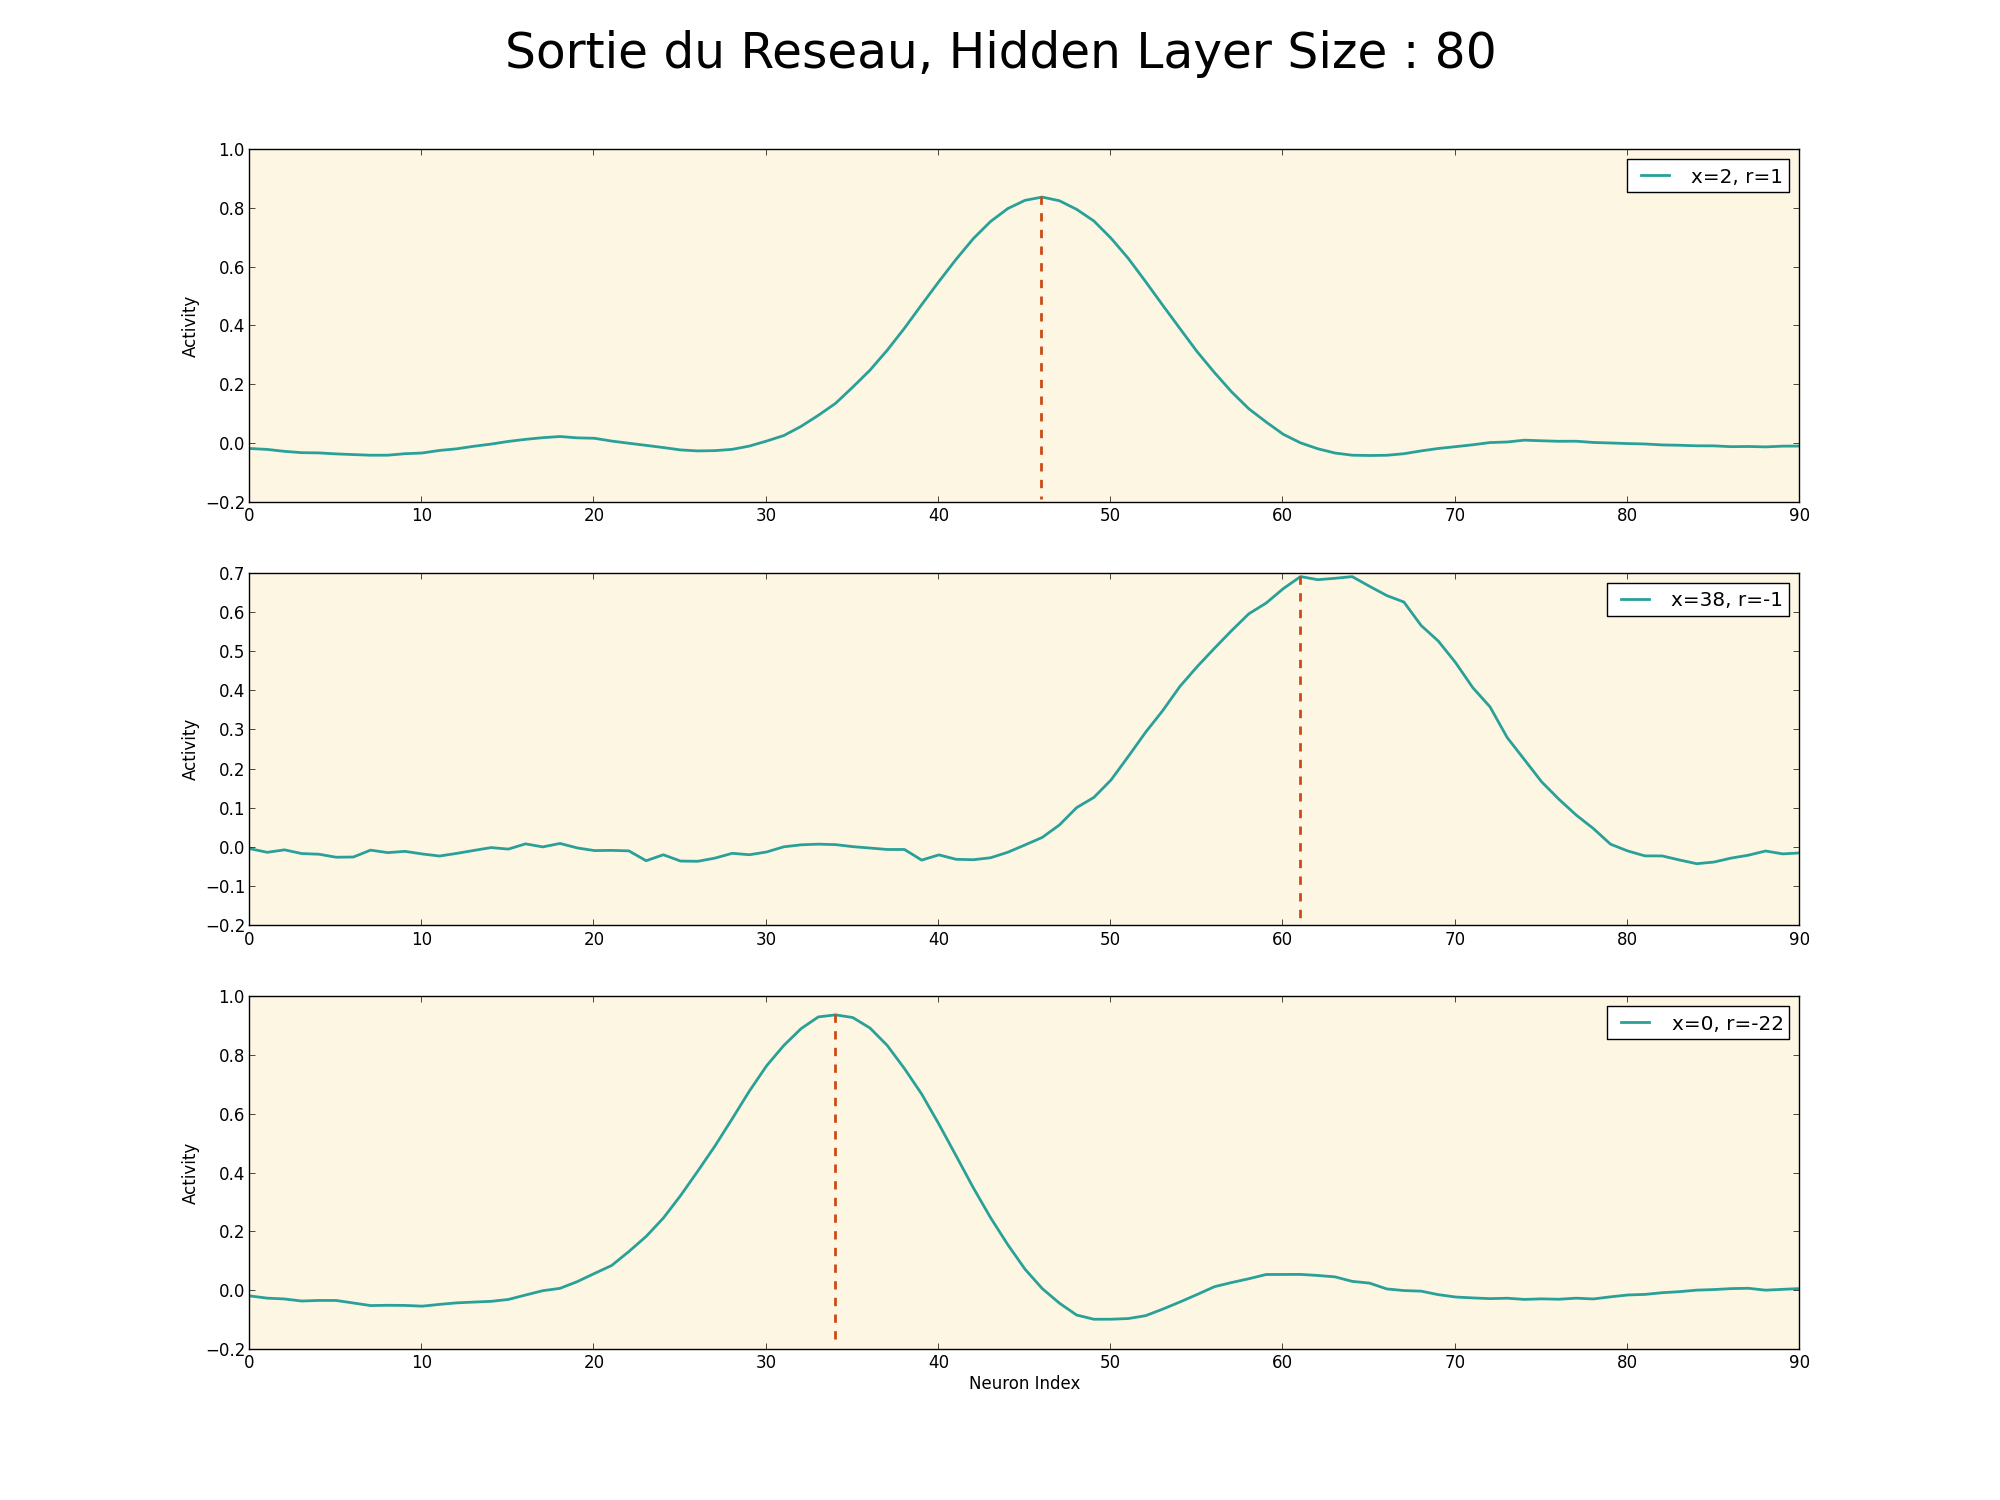 Sortie du Reseau, Hidden Layer Size : 80
1.0
0.8
0.6
0.4
0.2
0.0
−0.2
Activity
x=2, r=1
0 10 20 30 40 50 60 70 80 90
0.7
0.6
0.5
0.4
0.3
0.2
0.1
0.0
−0.1
−0.2
Activity
x=38, r=-1
0 10 20 30 40 50 60 70 80 90
1.0
0.8
0.6
0.4
0.2
0.0
−0.2
Activity
x=0, r=-22
0 10 20 30 40 50 60 70 80 90
Neuron Index